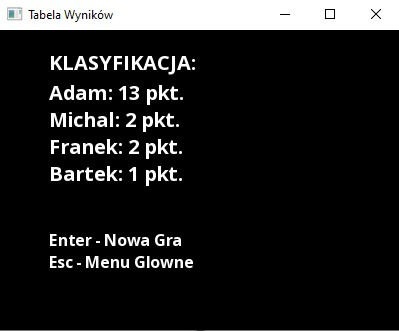 Tabela Wyników
KLASYFIKACJA:
Adam: 13 pkt.
Michal: 2 pkt.
Franek: 2 pkt.
Bartek: 1 pkt.
Enter - Nowa Gra
Esc - Menu Glowne